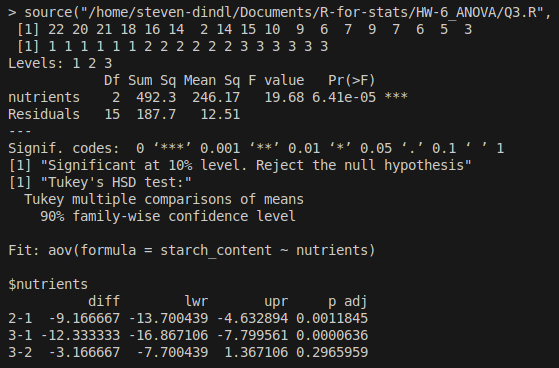 > source("/home/steven-dindl/Documents/R-for-stats/HW-6_ANOVA/Q3.R",
 [1] 22 20 21 18 16 14  2 14 15 10  9  6  7  9  7  6  5  3
 [1] 1 1 1 1 1 1 2 2 2 2 2 2 3 3 3 3 3 3
Levels: 1 2 3
            Df Sum Sq Mean Sq F value   Pr(>F)
nutrients    2  492.3  246.17   19.68 6.41e-05 ***
Residuals   15  187.7   12.51
---
Signif. codes:  0 ‘***’ 0.001 ‘**’ 0.01 ‘*’ 0.05 ‘.’ 0.1 ‘ ’ 1
[1] "Significant at 10% level. Reject the null hypothesis"
[1] "Tukey's HSD test:"
  Tukey multiple comparisons of means
    90% family-wise confidence level

Fit: aov(formula = starch_content ~ nutrients)

$nutrients
          diff        lwr       upr     p adj
2-1  -9.166667 -13.700439 -4.632894 0.0011845
3-1 -12.333333 -16.867106 -7.799561 0.0000636
3-2  -3.166667  -7.700439  1.367106 0.2965959